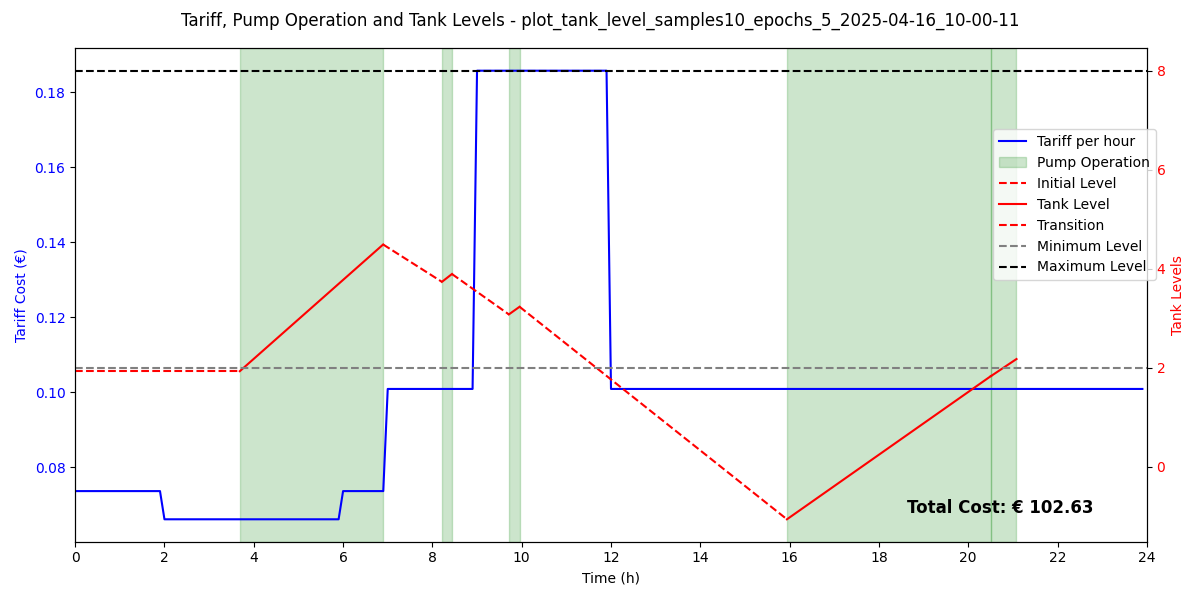 Tariff, Pump Operation and Tank Levels - plot_tank_level_samples10_epochs_5_2025-04-16_10-00-11
Tariff Cost (€)
0.18
0.16
0.14
0.12
0.10
0.08
8
6
4
2
0
Tank Levels
Tariff per hour
Pump Operation
Initial Level
Tank Level
Transition
Minimum Level
Maximum Level
Total Cost: € 102.63
0 2 4 6 8 10 12 14 16 18 20 22 24
Time (h)